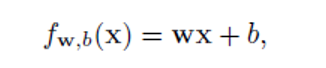 f_{𝐰,b}(𝐱) = 𝐰𝐱 + b,